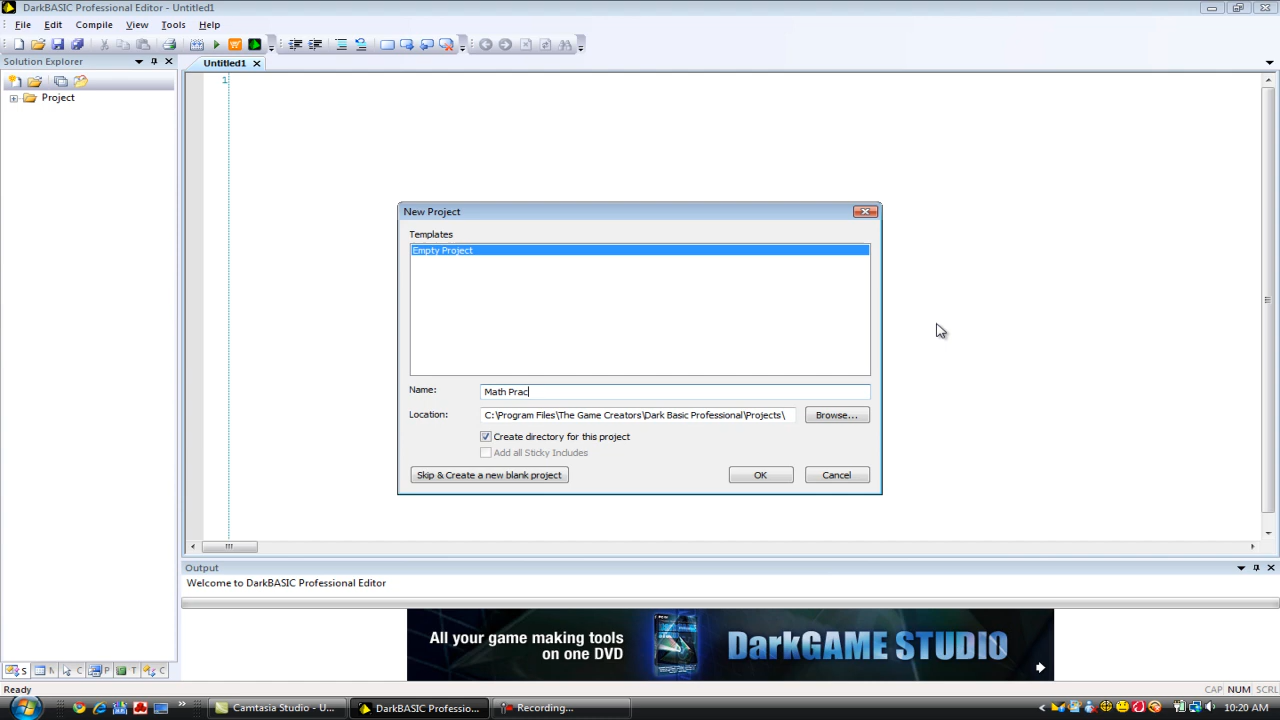 DarkBASIC Professional Editor - Untitled1
File Edit Compile View Tools Help
Solution Explorer
Untitled1
1
Project
New Project
Templates
Empty Project
Name: Math Prac
Location: C:\Program Files\The Game Creators\Dark Basic Professional\Projects\ Browse...
Create directory for this project
Add all Sticky Includes
Skip & Create a new blank project OK Cancel
Output
Welcome to DarkBASIC Professional Editor
All your game making tools
on one DVD
DarkGAME STUDIO
S C P T C
Ready CAP NUM SCRL
Camtasia Studio - U... DarkBASIC Professio... Recording... 10:20 AM